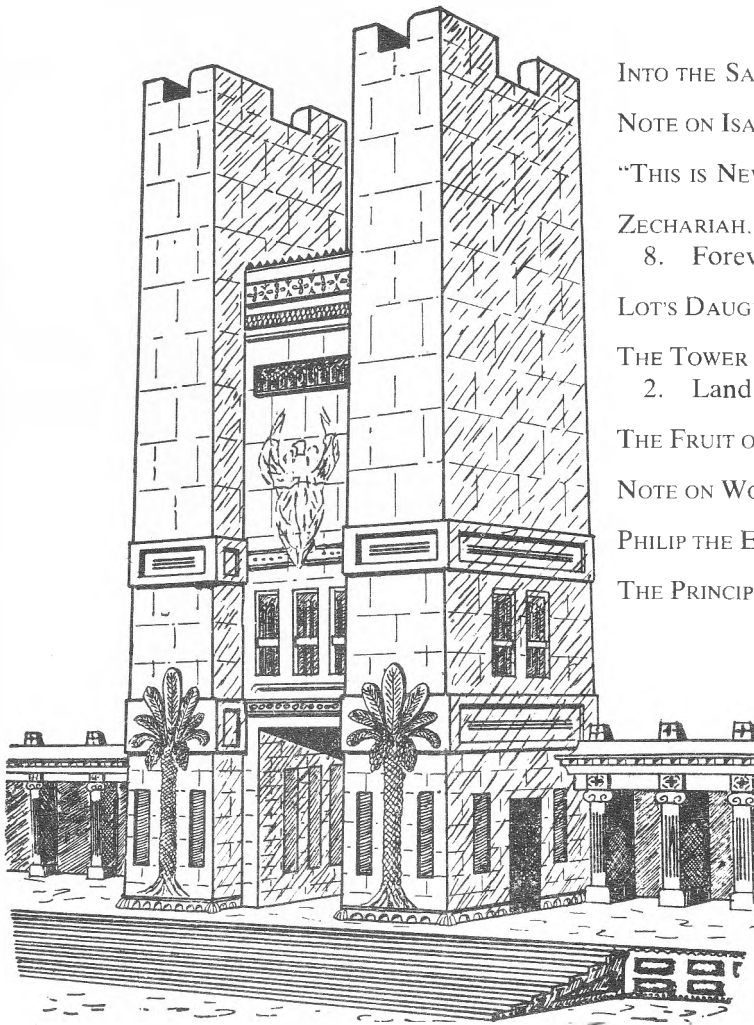 INTO THE SA
NOTE ON ISA
“THIS IS NE
ZECHARIAH.
8. Forev
LOT'S DAUG
THE TOWER
2. Land
THE FRUIT O
NOTE ON WO
PHILIP THE E
THE PRINCIP